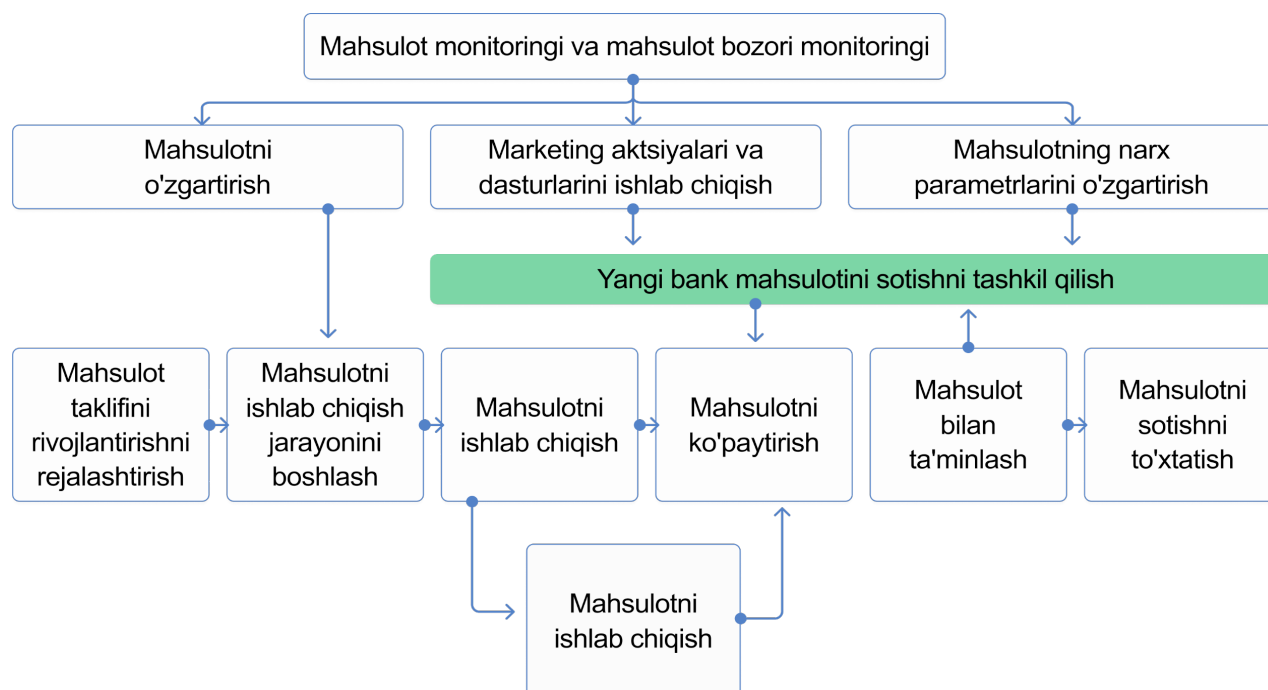 Mahsulot monitoringi va mahsulot bozori monitoringi
Mahsulotni
o'zgartirish
Marketing aktsiyalari va
dasturlarini ishlab chiqish
Mahsulotning narx
parametrlarini o'zgartirish
Yangi bank mahsulotini sotishni tashkil qilish
Mahsulot
taklifini
rivojlantirishni
rejalashtirish
Mahsulotni
ishlab chiqish
jarayonini
boshlash
Mahsulotni
ishlab chiqish
Mahsulotni
ko'paytirish
Mahsulot
bilan
ta'minlash
Mahsulotni
sotishni
to'xtatish
Mahsulotni
ishlab chiqish